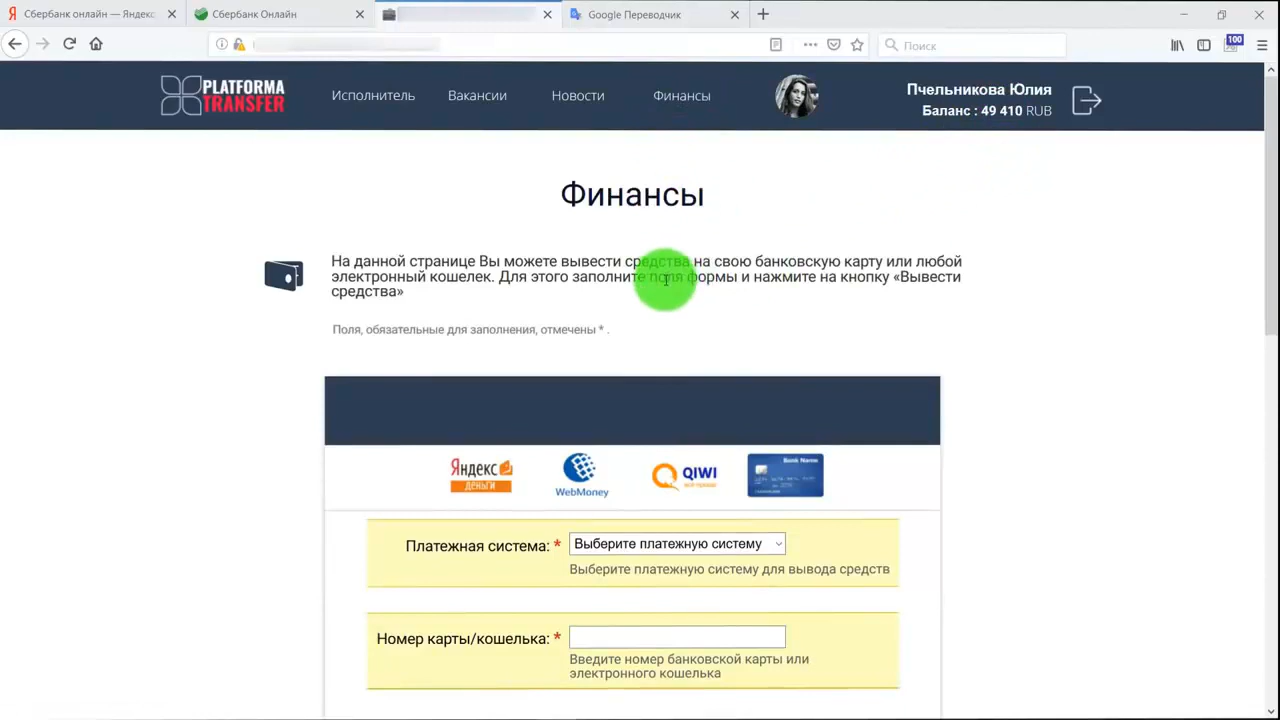 Сбербанк онлайн — Яндекс
Сбербанк Онлайн
Google Переводчик
Поиск
100
PLATFORMA
TRANSFER
Исполнитель
Вакансии
Новости
Финансы
Пчельникова Юлия
Баланс : 49 410 RUB
Финансы
На данной странице Вы можете вывести средства на свою банковскую карту или любой
электронный кошелек. Для этого заполните поля формы и нажмите на кнопку «Вывести
средства»
Поля, обязательные для заполнения, отмечены * .
Яндекс
деньги
WebMoney
QIWI
Bank Name
Платежная система: *
Выберите платежную систему
Выберите платежную систему для вывода средств
Номер карты/кошелька: *
Введите номер банковской карты или
электронного кошелька